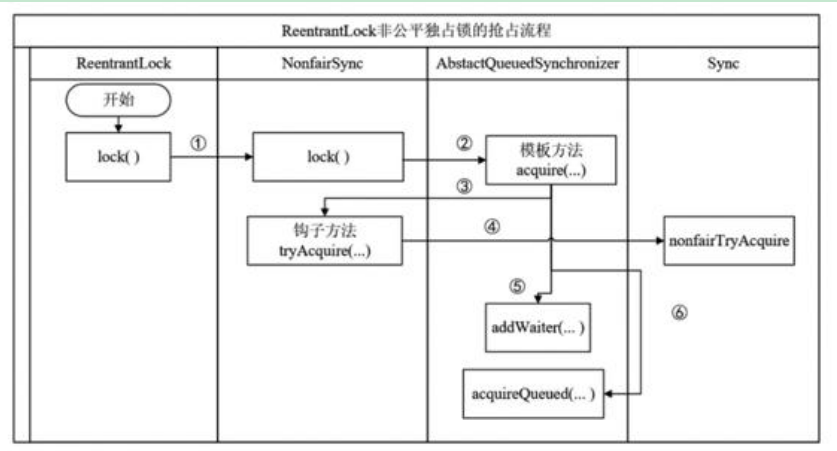 ReentrantLock非公平独占锁的抢占流程
ReentrantLock
NonfairSync
AbstactQueuedSynchronizer
Sync
开始
lock( )
①
lock( )
②
模板方法
acquire(...)
③
钩子方法
tryAcquire(...)
④
nonfairTryAcquire
⑤
addWaiter(... )
⑥
acquireQueued(... )